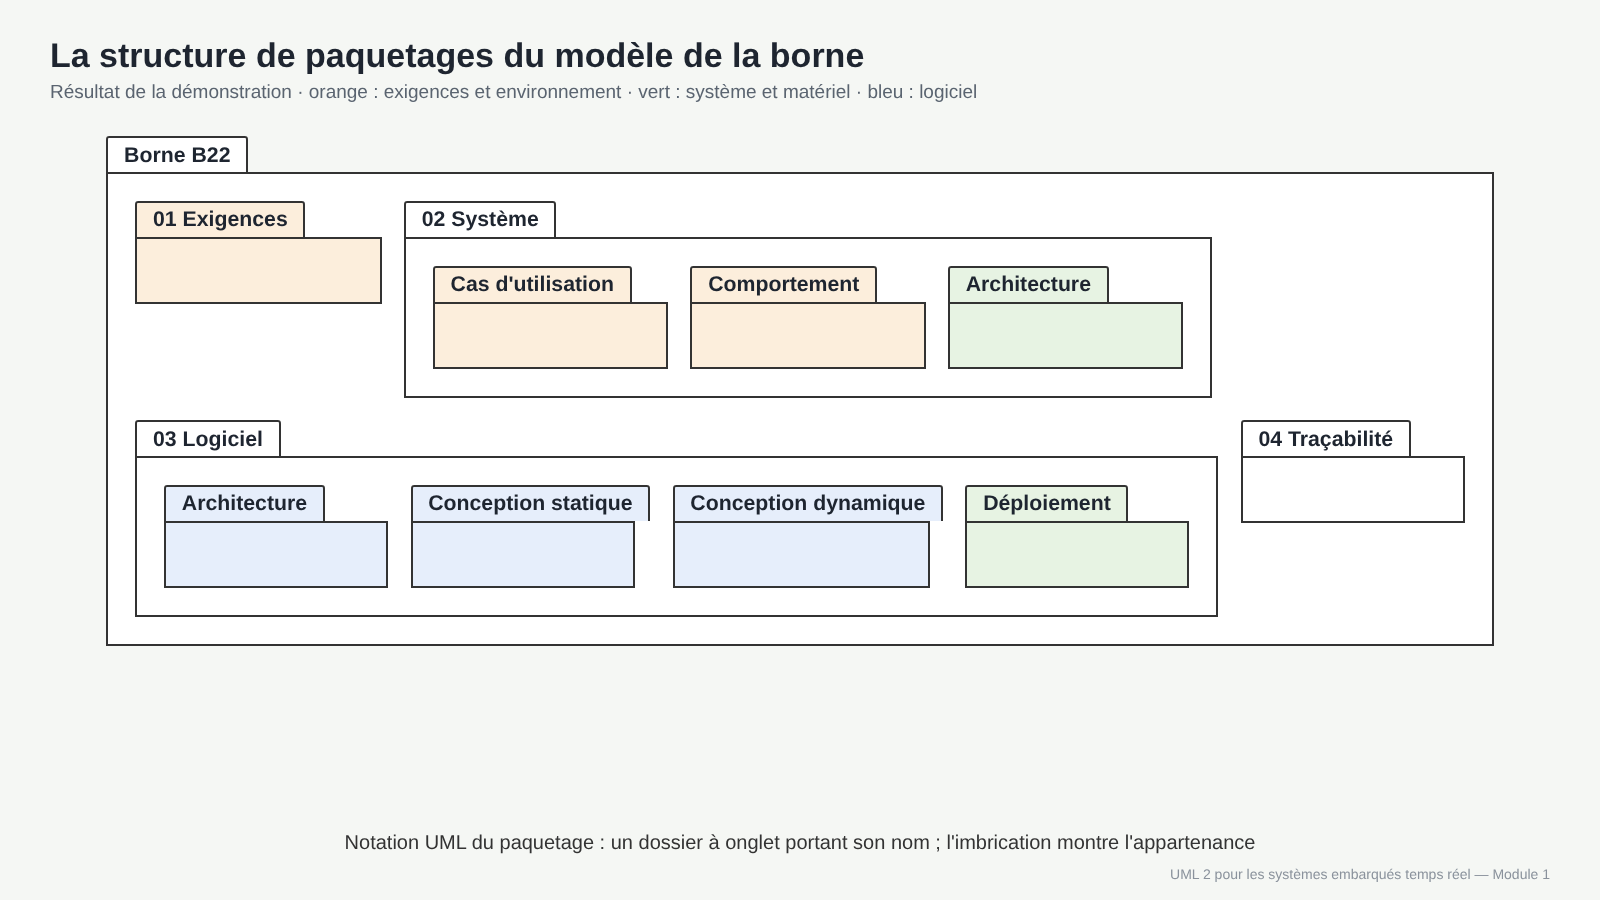 La structure de paquetages du modèle de la borne
Résultat de la démonstration · orange : exigences et environnement · vert : système et matériel · bleu : logiciel
Borne B22
01 Exigences
02 Système
Cas d'utilisation
Comportement
Architecture
03 Logiciel
04 Traçabilité
Architecture
Conception statique
Conception dynamique
Déploiement
Notation UML du paquetage : un dossier à onglet portant son nom ; l'imbrication montre l'appartenance
UML 2 pour les systèmes embarqués temps réel — Module 1